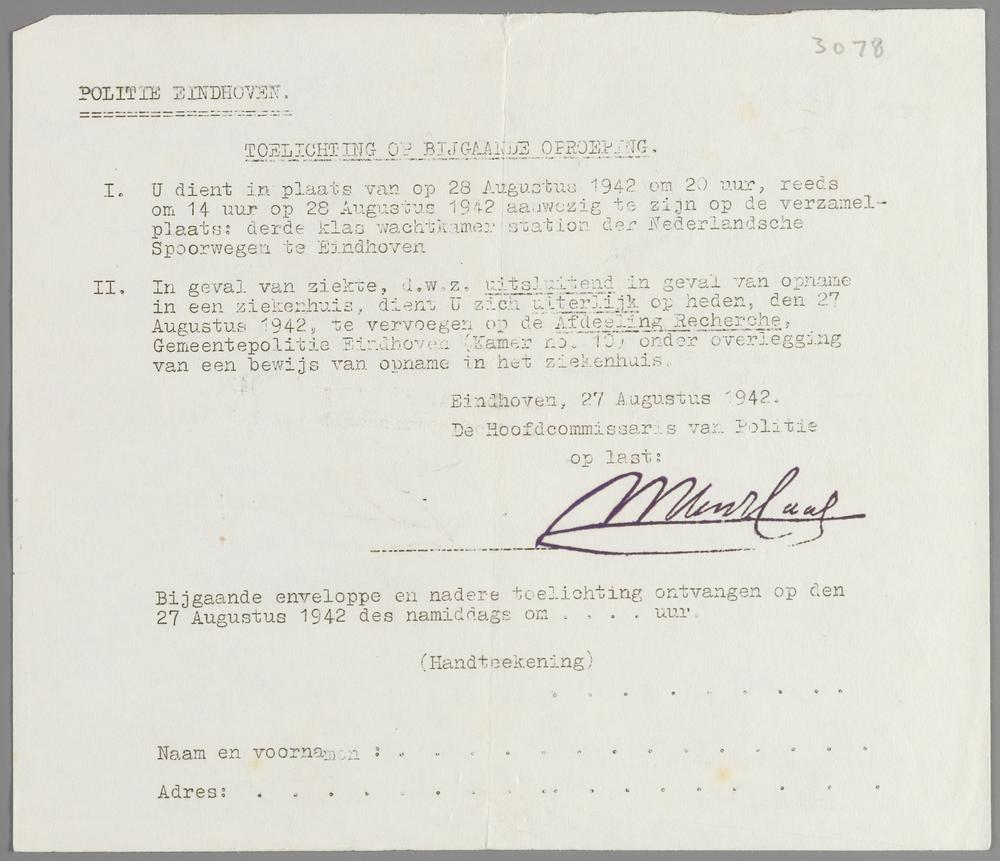 3078
POLITIE EINDHOVEN.
TOELICHTING OP BIJGAANDE OPROEPING.
I. U dient in plaats van op 28 Augustus 1942 om 20 uur, reeds
om 14 uur op 28 Augustus 1942 aanwezig te zijn op de verzamel-
plaats: derde klas wachtkamer station der Nederlandsche
Spoorwegen te Eindhoven
II. In geval van ziekte, d.w.z. uitsluitend in geval van opname
in een ziekenhuis, dient U zich uiterlijk op heden, den 27
Augustus 1942, te vervoegen op de Afdeeling Recherche,
Gemeentepolitie Eindhoven (Kamer no. 10) onder overlegging
van een bewijs van opname in het ziekenhuis.
Eindhoven, 27 Augustus 1942.
De Hoofdcommissaris van Politie
op last:
Bijgaande enveloppe en nadere toelichting ontvangen op den
27 Augustus 1942 des namiddags om . . . . uur.
(Handteekening)
. . . . . . . . .
Naam en voornamen : . . . . . . . . . . . . . .
Adres: . . . . . . . . . . . . . . . . . .